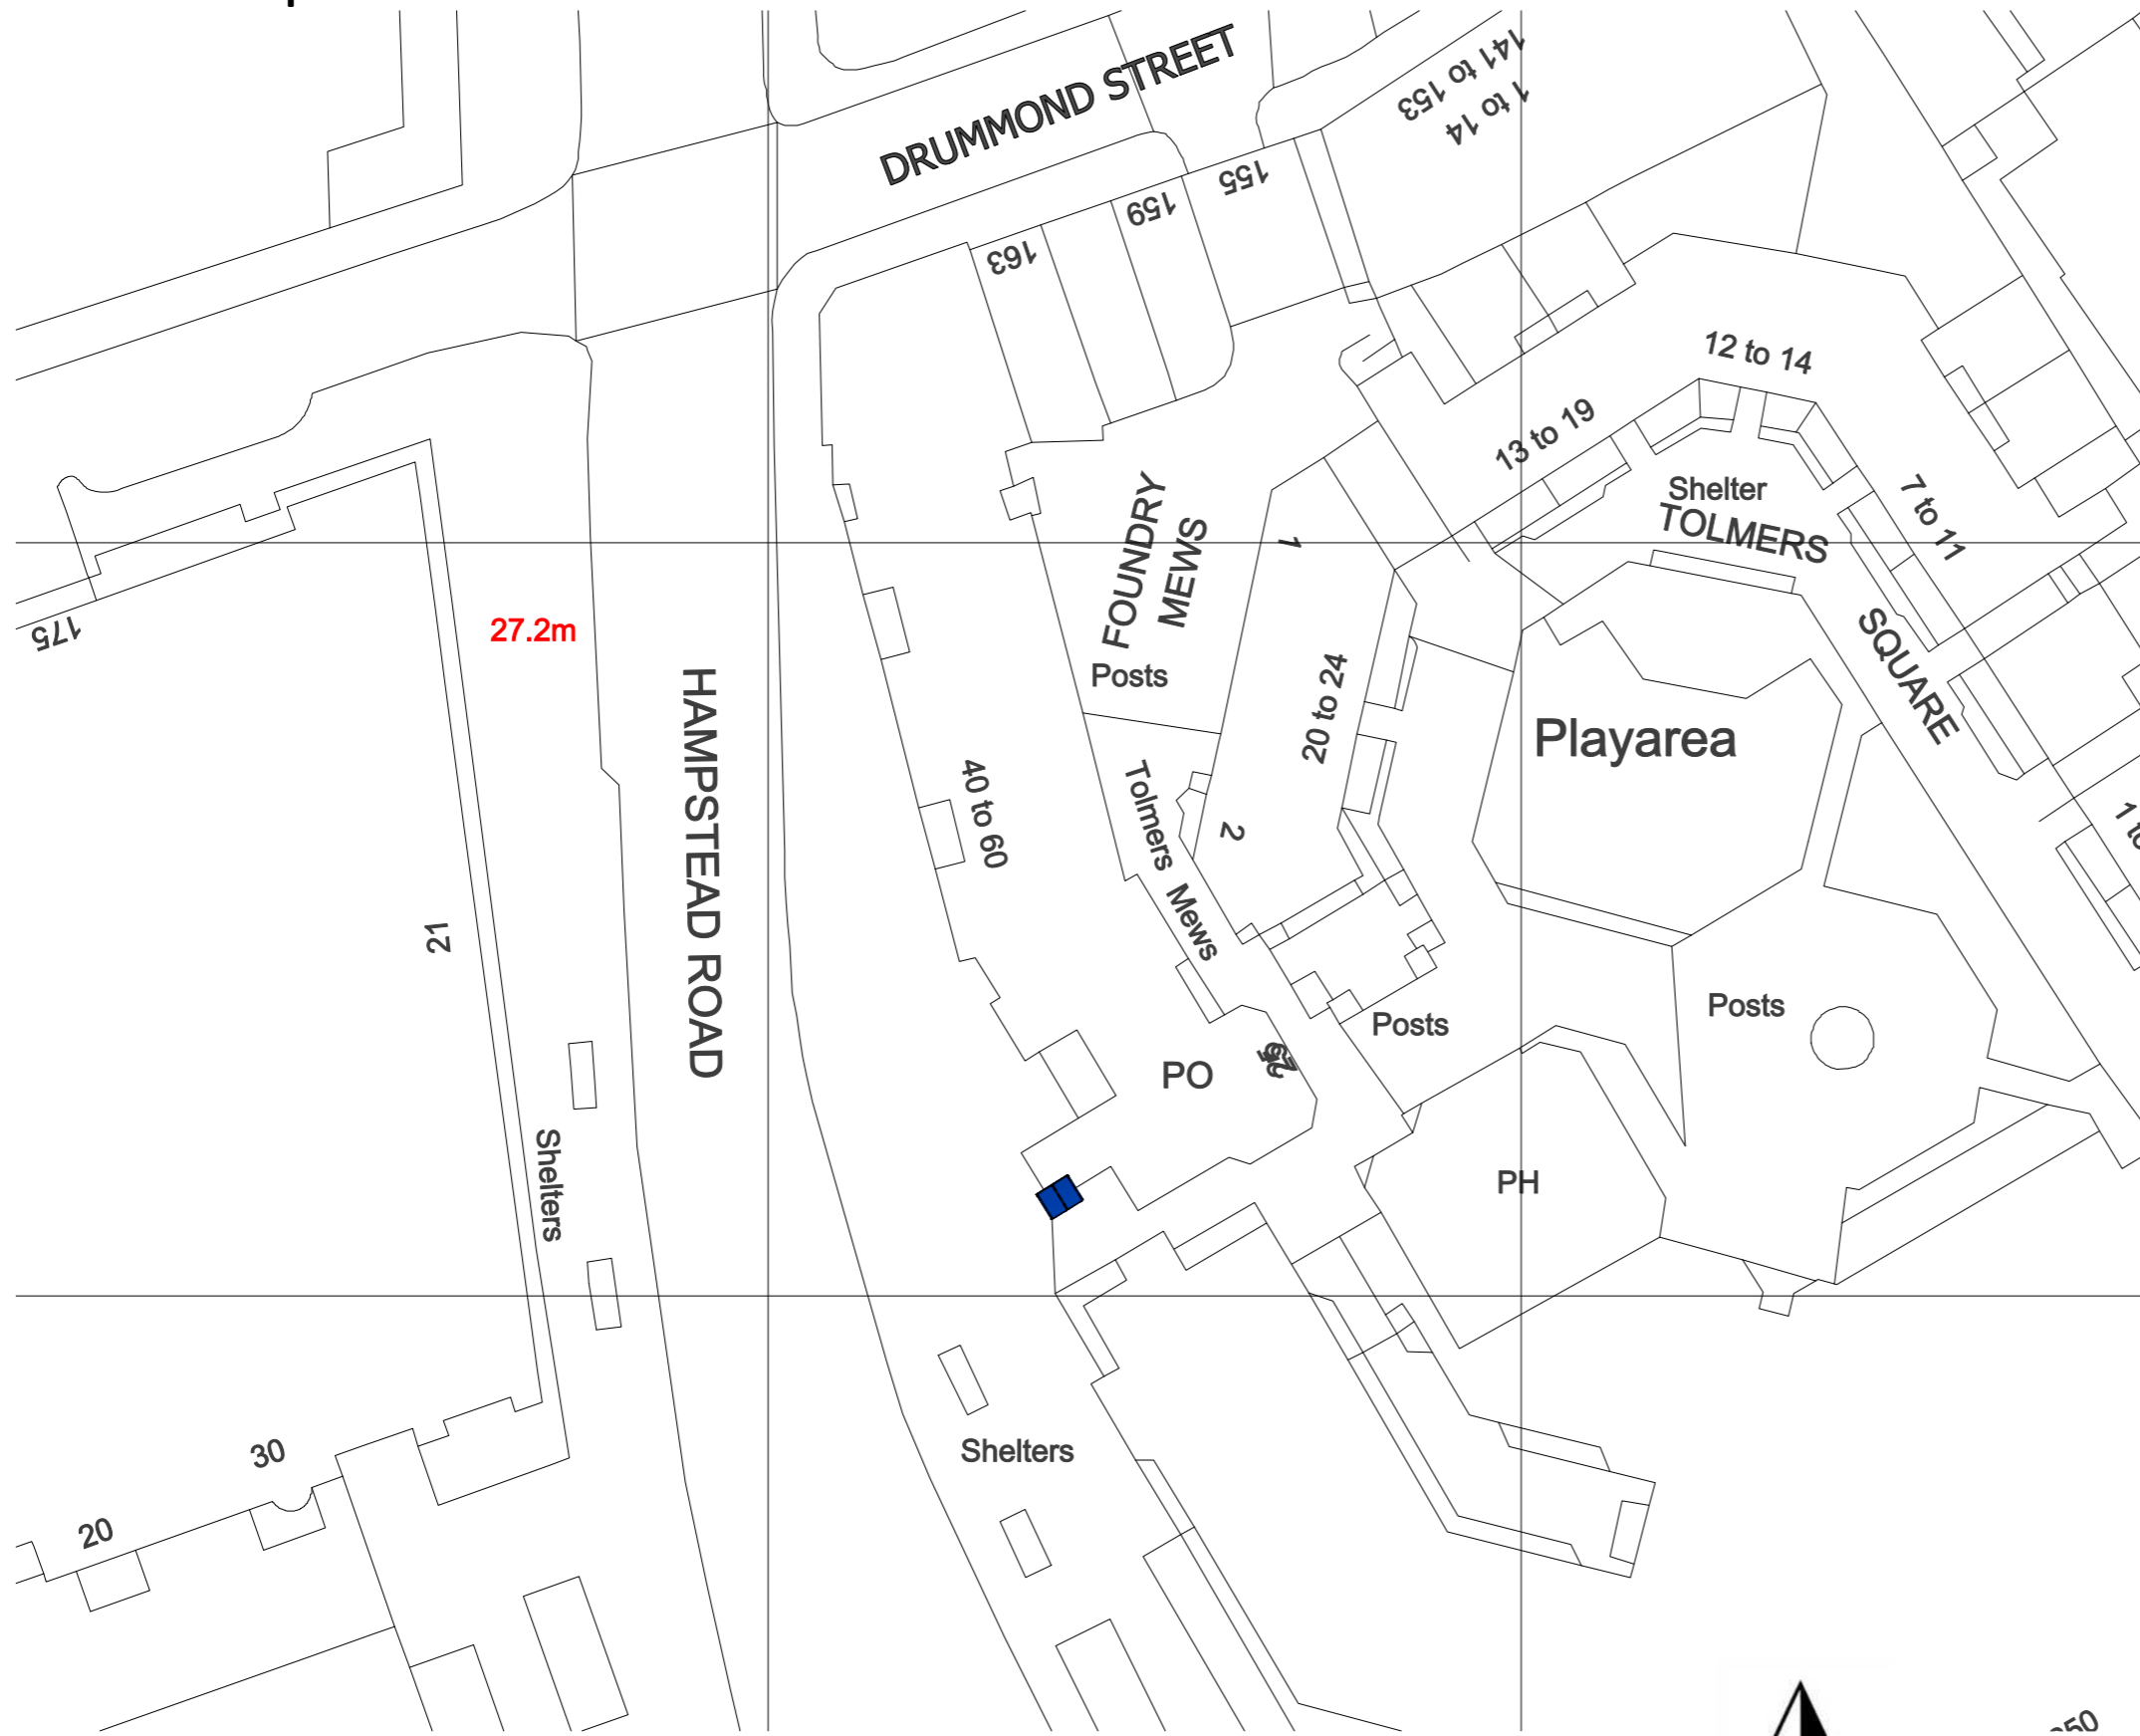 DRUMMOND STREET
141 to 153
1 to 14
155
159
163
12 to 14
13 to 19
Shelter
TOLMERS
SQUARE
7 to 11
FOUNDRY
MEWS
1
Posts
175
27.2m
HAMPSTEAD ROAD
20 to 24
Playarea
40 to 60
Tolmers Mews
2
21
Posts
Posts
PO
PH
Shelters
Shelters
30
20